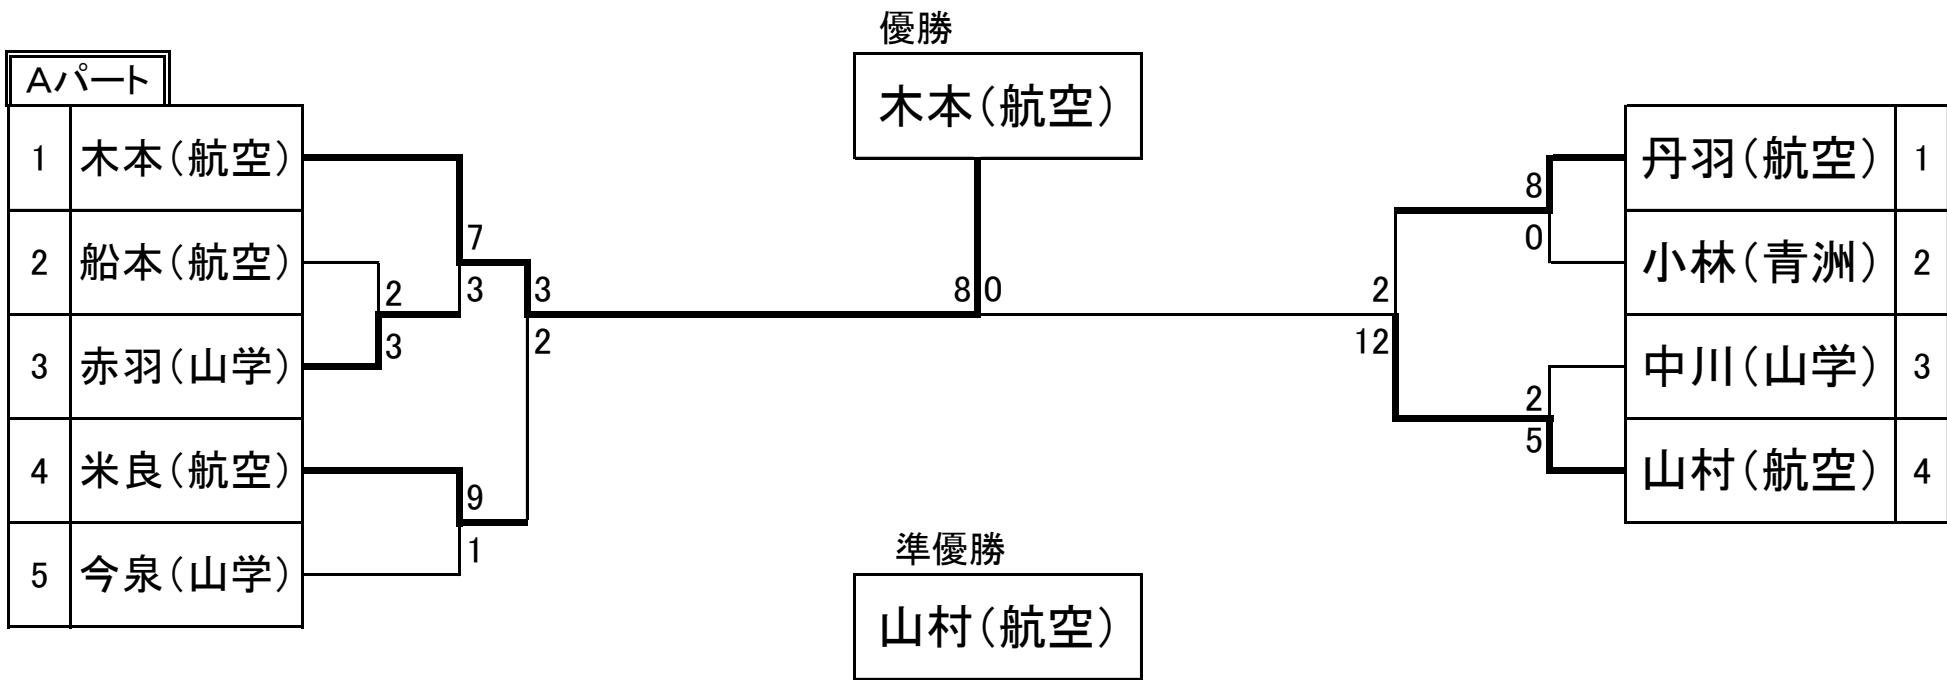 優勝
木本(航空)
Aパート
1 木本(航空)
2 船本(航空)
3 赤羽(山学)
4 米良(航空)
5 今泉(山学)
7
3
2
3
9
1
3
2
8 0
2
12
8
0
2
5
丹羽(航空) 1
小林(青洲) 2
中川(山学) 3
山村(航空) 4
準優勝
山村(航空)